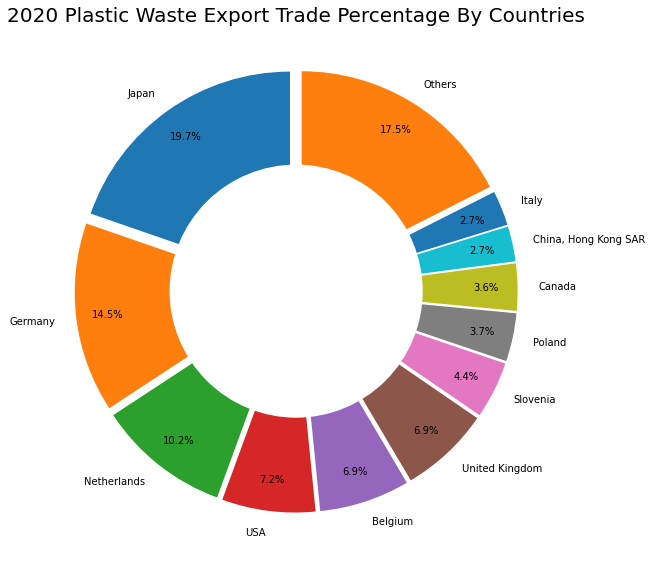 2020 Plastic Waste Export Trade Percentage By Countries
Japan
19.7%
Others
17.5%
Italy
2.7%
China, Hong Kong SAR
2.7%
Canada
3.6%
Poland
3.7%
Slovenia
4.4%
United Kingdom
6.9%
Belgium
6.9%
USA
7.2%
Netherlands
10.2%
Germany
14.5%